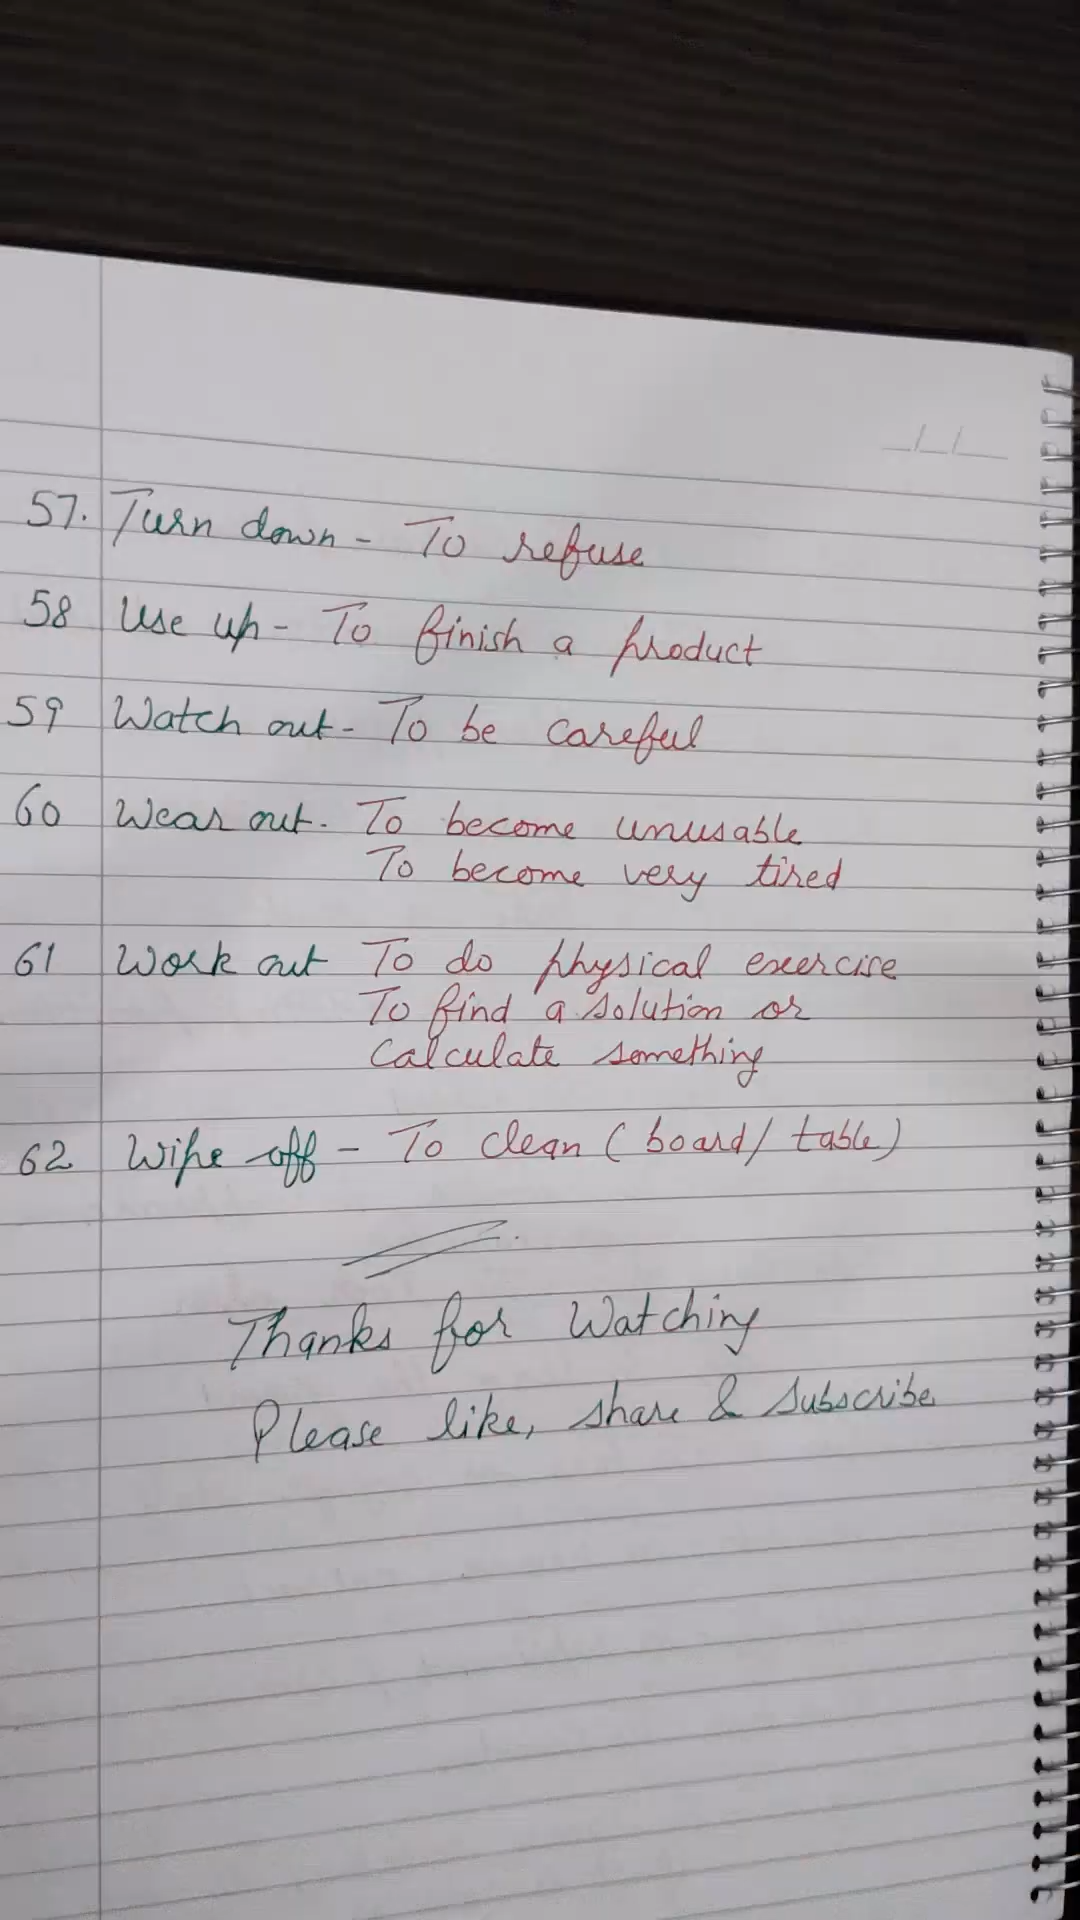 57. Turn down - To refuse
58 Use up - To finish a product
59 Watch out - To be careful
60 Wear out - To become unusable
To become very tired
61 Work out To do physical exercise
To find a solution or
Calculate something
62 Wipe off - To clean (board/table)
Thanks for Watching
Please like, share & subscribe